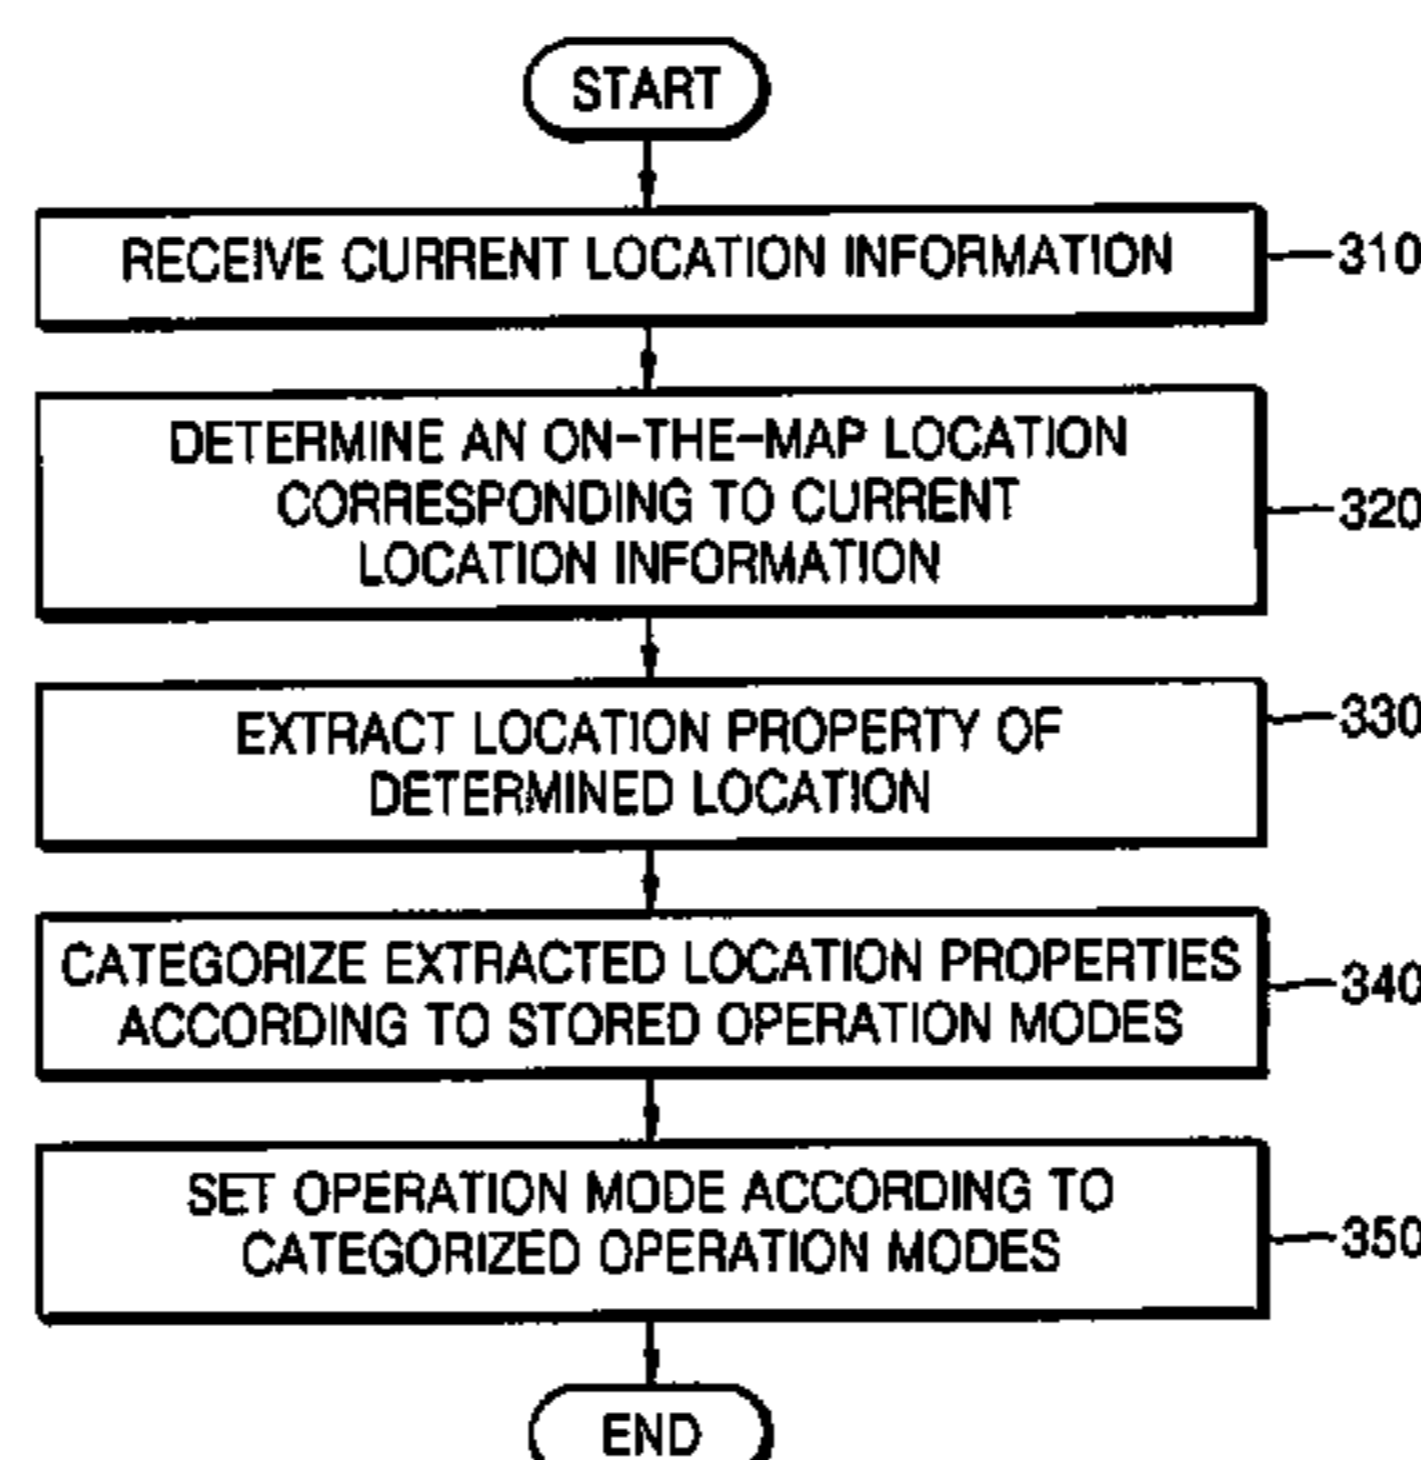 START
RECEIVE CURRENT LOCATION INFORMATION
310
DETERMINE AN ON-THE-MAP LOCATION
CORRESPONDING TO CURRENT
LOCATION INFORMATION
320
EXTRACT LOCATION PROPERTY OF
DETERMINED LOCATION
330
CATEGORIZE EXTRACTED LOCATION PROPERTIES
ACCORDING TO STORED OPERATION MODES
340
SET OPERATION MODE ACCORDING TO
CATEGORIZED OPERATION MODES
350
END